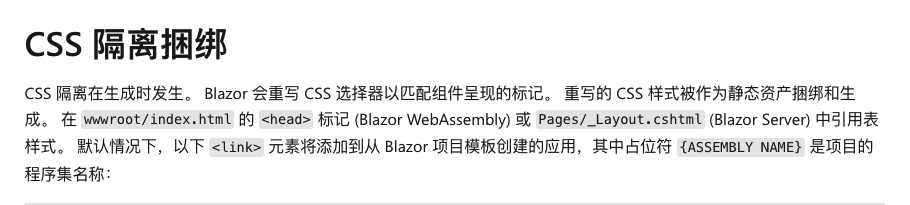 CSS 隔离捆绑
CSS 隔离在生成时发生。 Blazor 会重写 CSS 选择器以匹配组件呈现的标记。 重写的 CSS 样式被作为静态资产捆绑和生
成。 在 wwwroot/index.html 的 <head> 标记 (Blazor WebAssembly) 或 Pages/_Layout.cshtml (Blazor Server) 中引用表
样式。 默认情况下，以下 <link> 元素将添加到从 Blazor 项目模板创建的应用，其中占位符 {ASSEMBLY NAME} 是项目的
程序集名称：